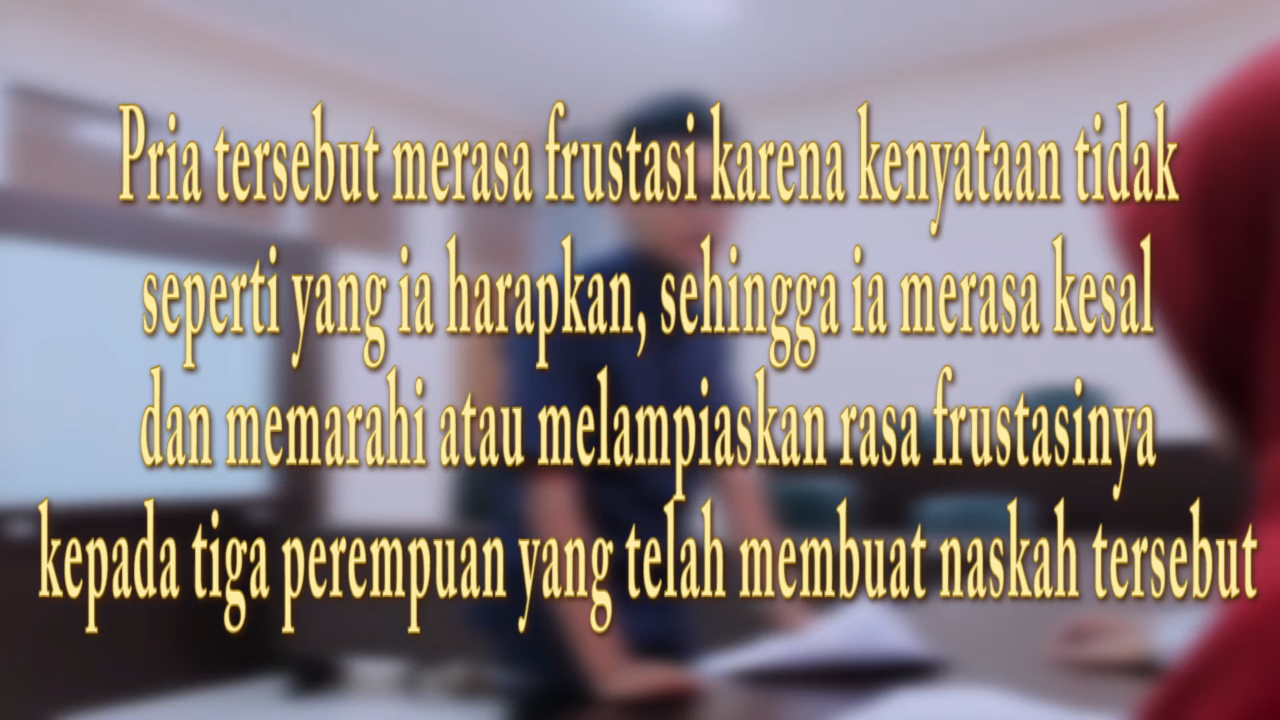 Pria tersebut merasa frustasi karena kenyataan tidak
seperti yang ia harapkan, sehingga ia merasa kesal
dan memarahi atau melampiaskan rasa frustasinya
kepada tiga perempuan yang telah membuat naskah tersebut